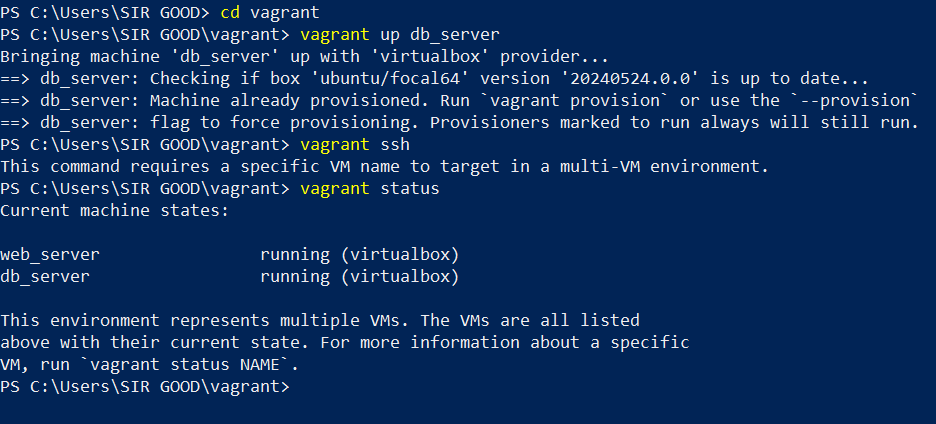 PS C:\Users\SIR GOOD> cd vagrant
PS C:\Users\SIR GOOD\vagrant> vagrant up db_server
Bringing machine 'db_server' up with 'virtualbox' provider...
==> db_server: Checking if box 'ubuntu/focal64' version '20240524.0.0' is up to date...
==> db_server: Machine already provisioned. Run `vagrant provision` or use the `--provision`
==> db_server: flag to force provisioning. Provisioners marked to run always will still run.
PS C:\Users\SIR GOOD\vagrant> vagrant ssh
This command requires a specific VM name to target in a multi-VM environment.
PS C:\Users\SIR GOOD\vagrant> vagrant status
Current machine states:

web_server                running (virtualbox)
db_server                 running (virtualbox)

This environment represents multiple VMs. The VMs are all listed
above with their current state. For more information about a specific
VM, run `vagrant status NAME`.
PS C:\Users\SIR GOOD\vagrant>